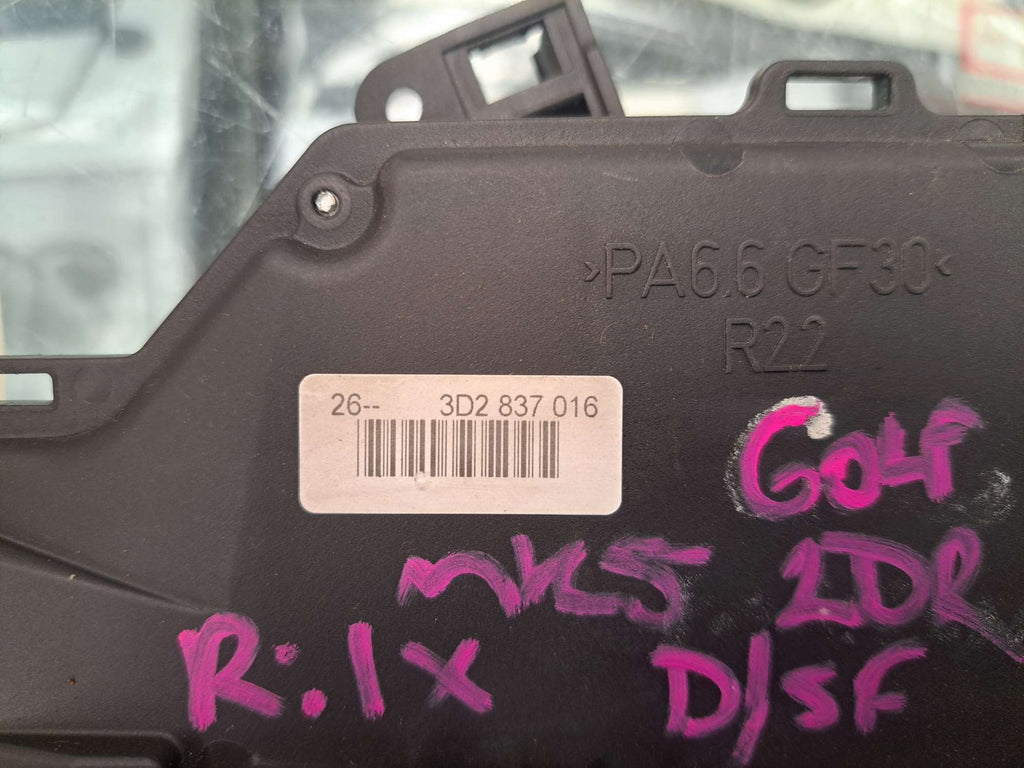 >PA6.6 GF30<
R22
26-- 3D2 837 016
GOLF
MK5 2DR
R:1X D/SF